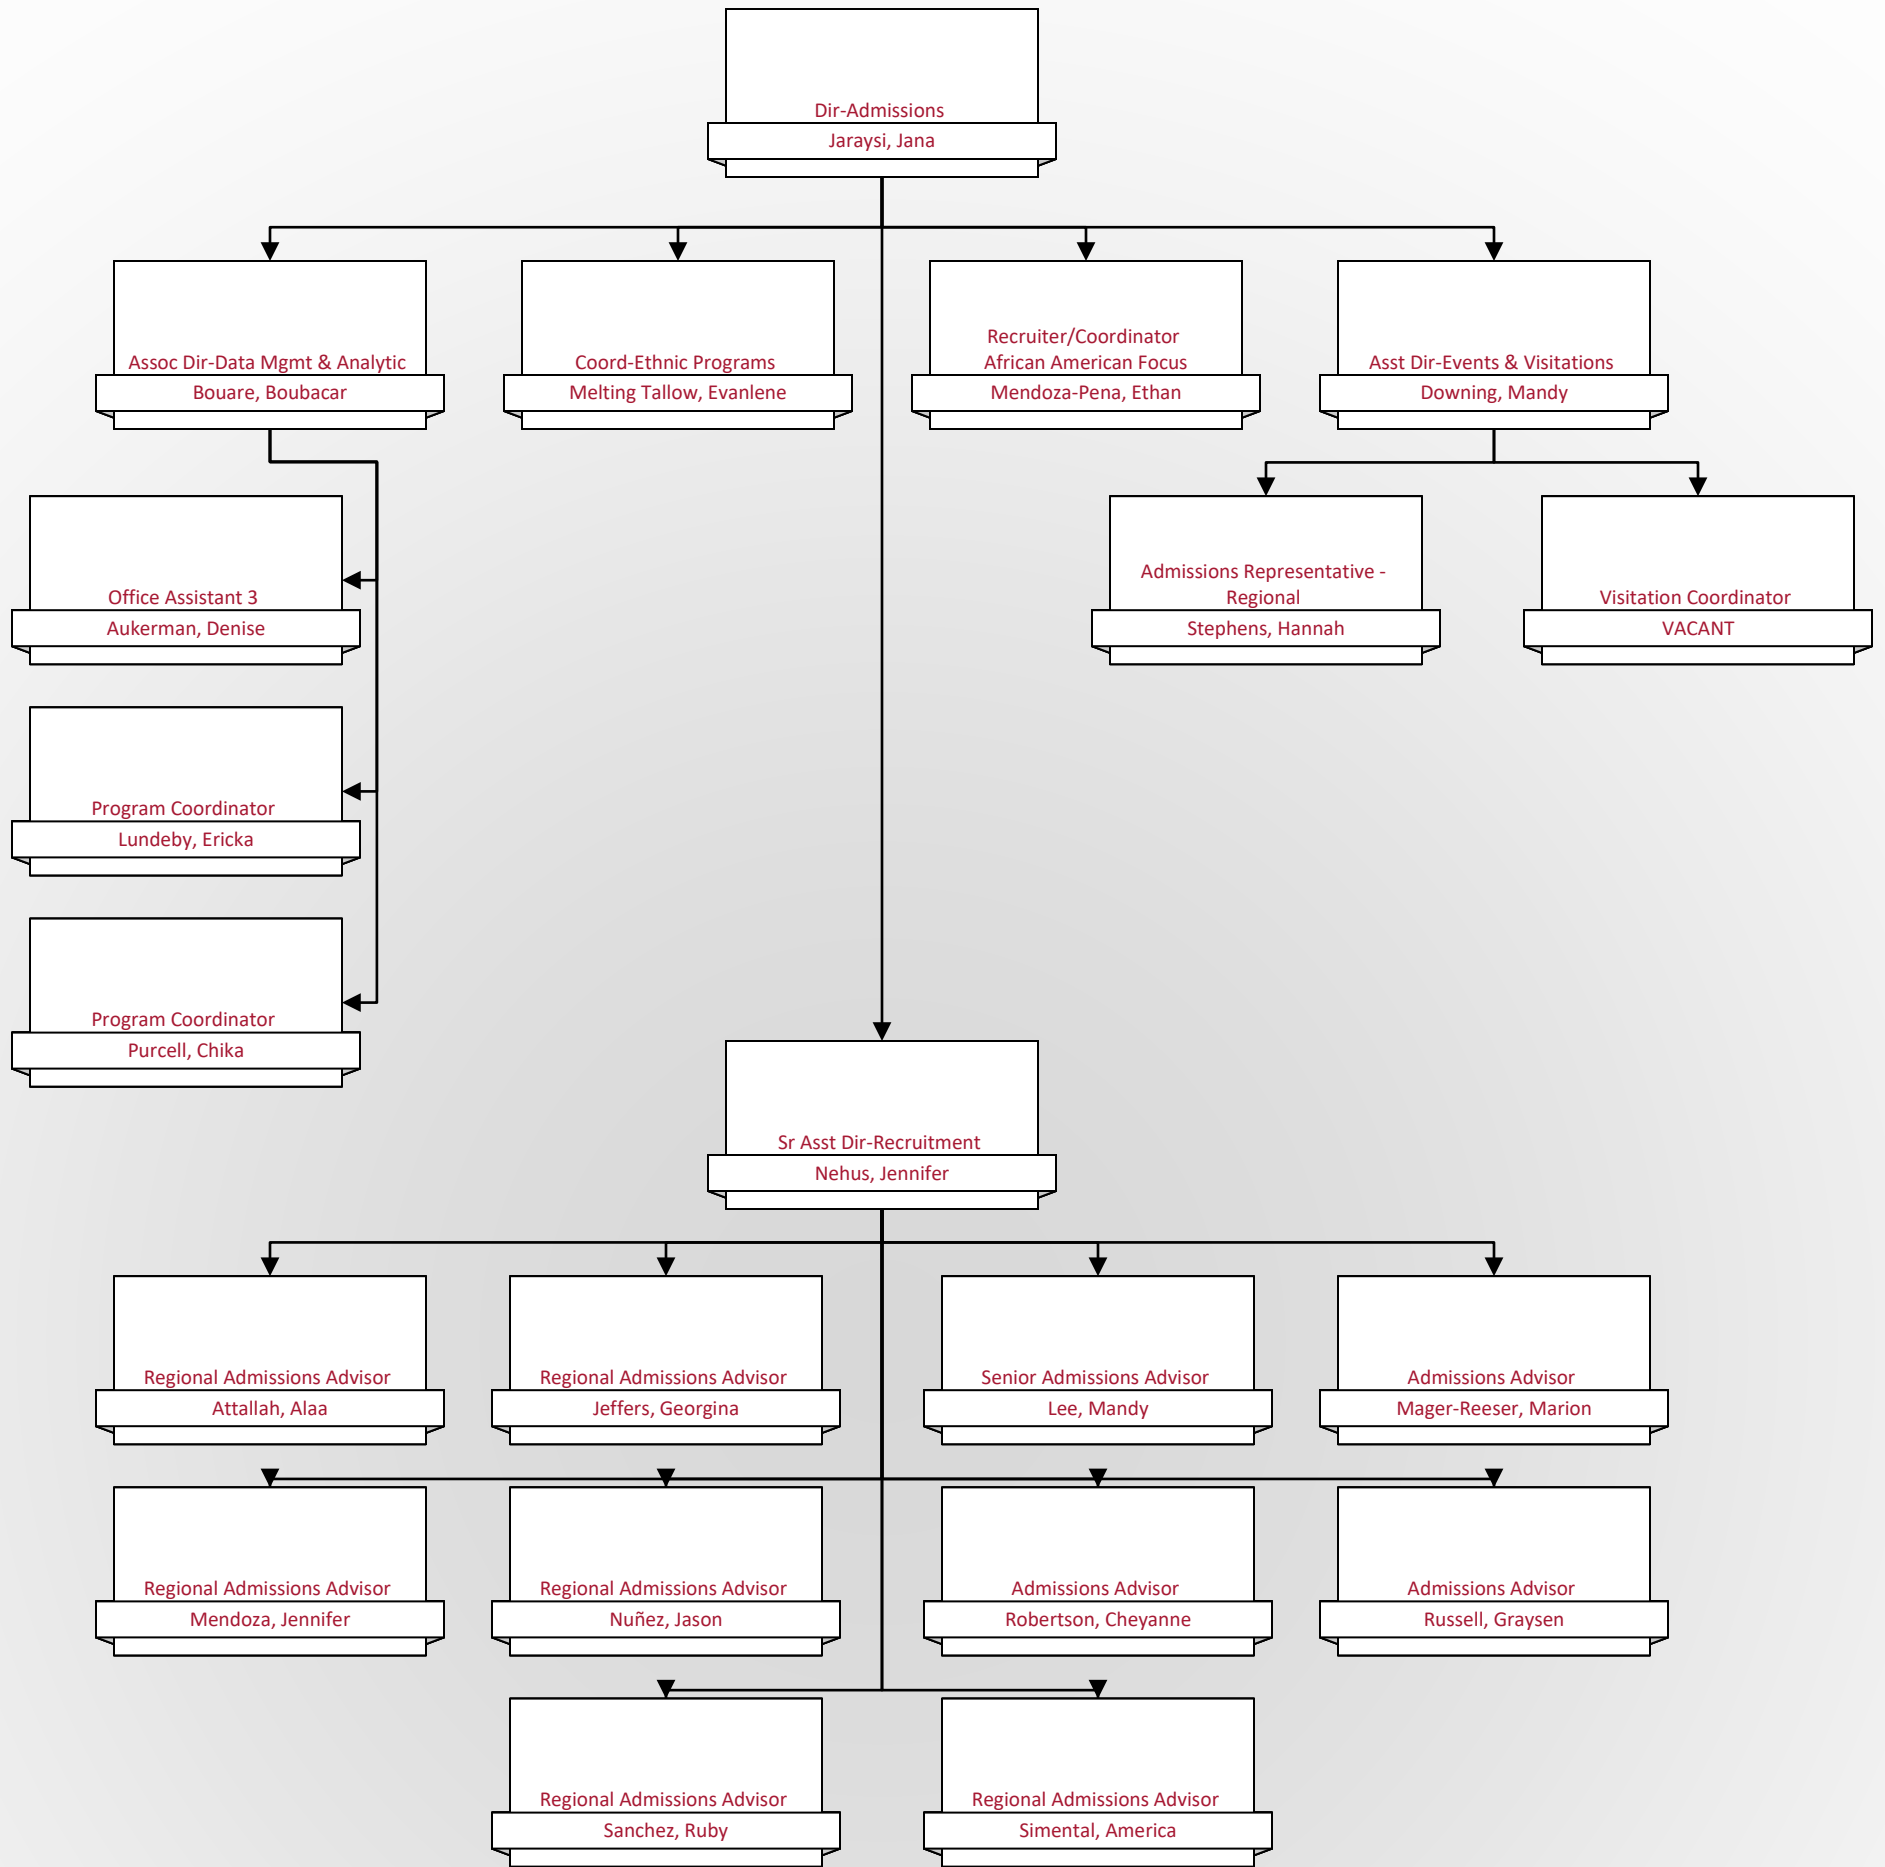 Dir-Admissions
Jaraysi, Jana
Assoc Dir-Data Mgmt & Analytic
Bouare, Boubacar
Coord-Ethnic Programs
Melting Tallow, Evanlene
Recruiter/Coordinator
African American Focus
Mendoza-Pena, Ethan
Asst Dir-Events & Visitations
Downing, Mandy
Office Assistant 3
Aukerman, Denise
Admissions Representative -
Regional
Stephens, Hannah
Visitation Coordinator
VACANT
Program Coordinator
Lundeby, Ericka
Program Coordinator
Purcell, Chika
Sr Asst Dir-Recruitment
Nehus, Jennifer
Regional Admissions Advisor
Attallah, Alaa
Regional Admissions Advisor
Jeffers, Georgina
Senior Admissions Advisor
Lee, Mandy
Admissions Advisor
Mager-Reeser, Marion
Regional Admissions Advisor
Mendoza, Jennifer
Regional Admissions Advisor
Nuñez, Jason
Admissions Advisor
Robertson, Cheyanne
Admissions Advisor
Russell, Graysen
Regional Admissions Advisor
Sanchez, Ruby
Regional Admissions Advisor
Simental, America